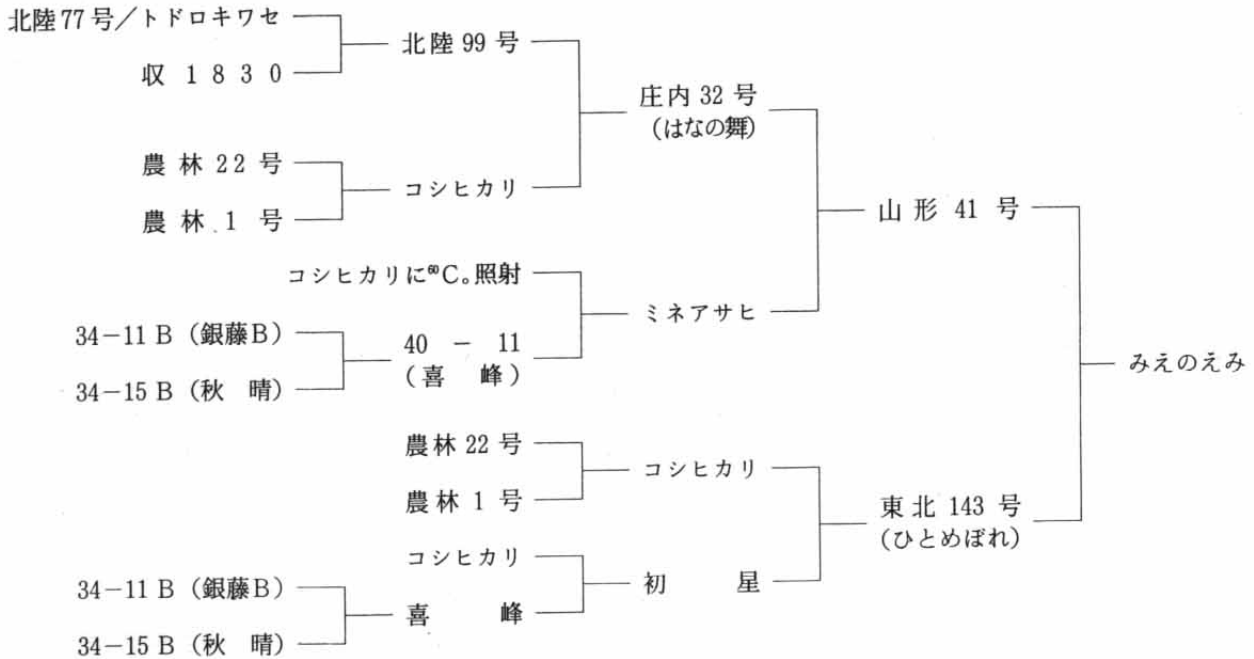 北陸77号／トドロキワセ
収 1830
北陸 99 号
農林 22 号
農林 1 号
コシヒカリ
庄内 32 号
(はなの舞)
コシヒカリに⁶⁰C。照射
34－11 B (銀藤B)
34－15 B (秋 晴)
40 － 11
(喜 峰)
ミネアサヒ
山形 41 号
農林 22 号
農林 1 号
コシヒカリ
コシヒカリ
34－11 B (銀藤B)
34－15 B (秋 晴)
喜 峰
初 星
東北 143 号
(ひとめぼれ)
みえのえみ